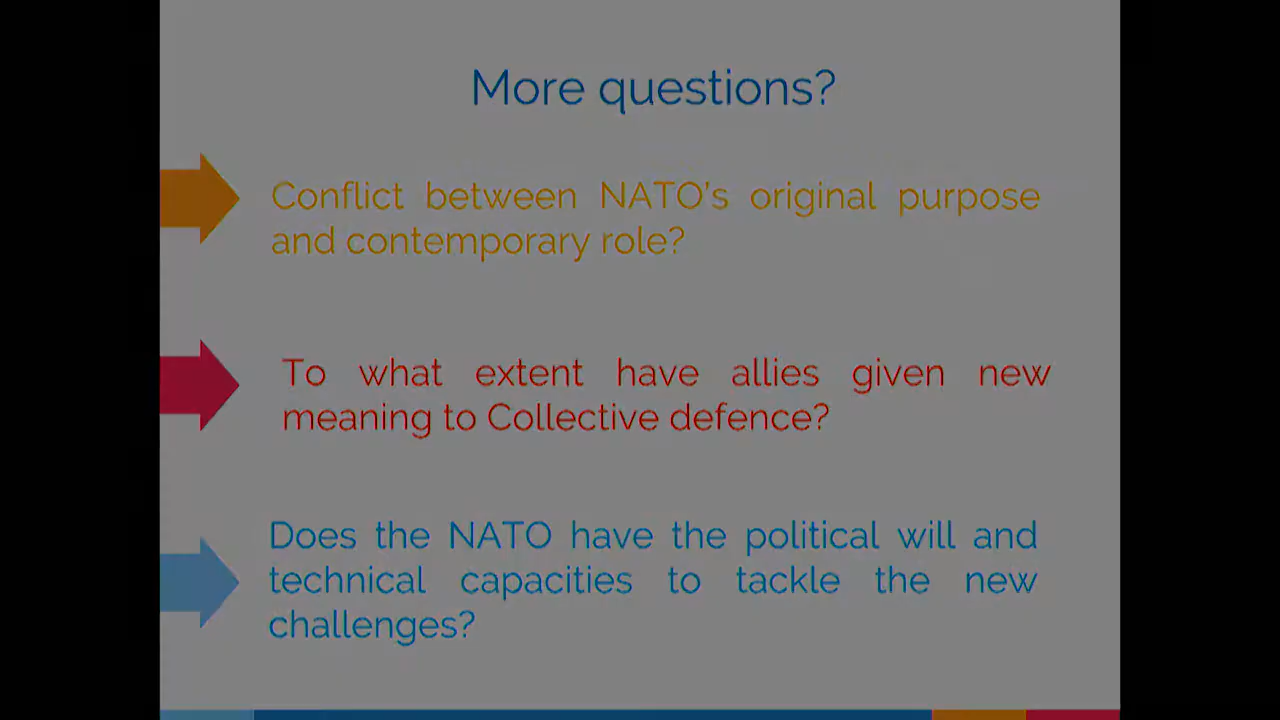 More questions?
Conflict between NATO's original purpose
and contemporary role?
To what extent have allies given new
meaning to Collective defence?
Does the NATO have the political will and
technical capacities to tackle the new
challenges?